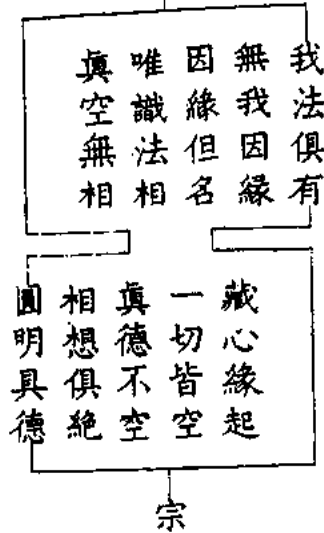 我法俱有
無我因緣
因緣但名
唯識法相
眞空無相
藏心緣起
一切皆空
眞德不空
相想俱絕
圓明具德
宗